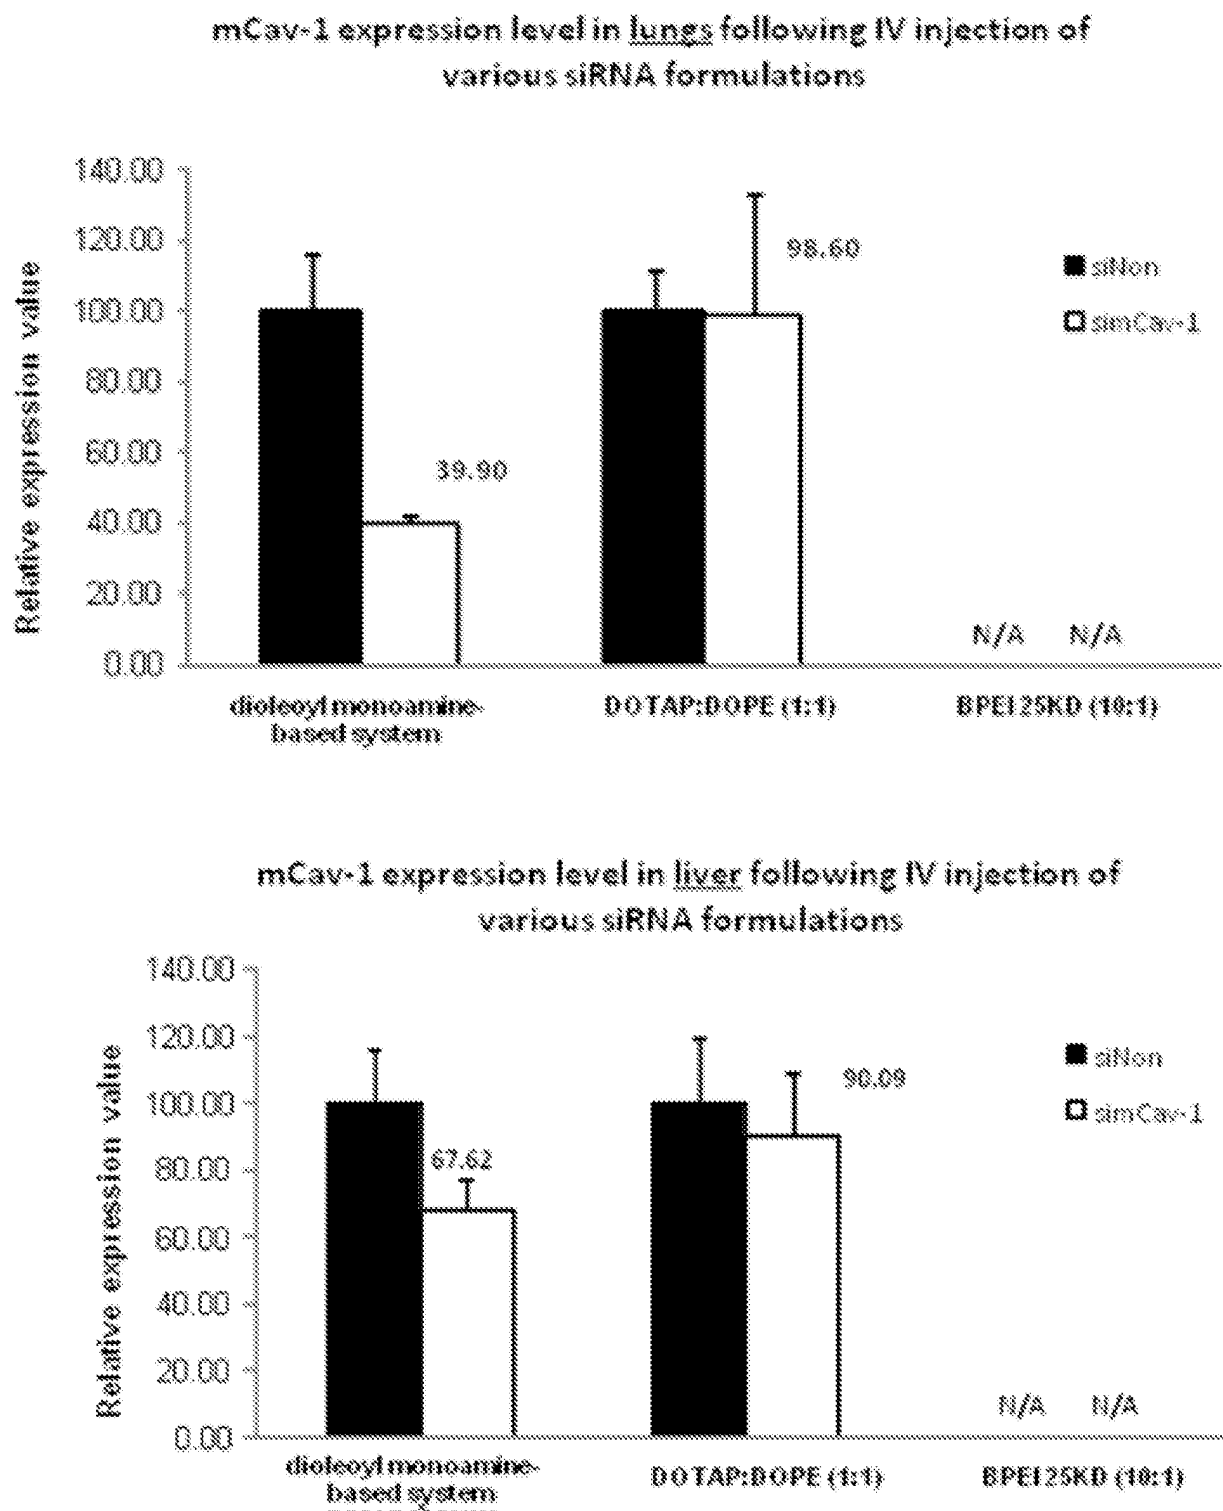 mCav-1 expression level in lungs following IV injection of
various siRNA formulations
140.00
120.00
100.00
80.00
60.00
40.00
20.00
0.00
Relative expression value
98.60
39.90
siNon
simCav-1
N/A N/A
dioleoyl monoamine-
based system
DOTAP:DOPE (1:1)
BPEI 25KD (10:1)
mCav-1 expression level in liver following IV injection of
various siRNA formulations
140.00
120.00
100.00
80.00
60.00
40.00
20.00
0.00
Relative expression value
67.62
90.09
siNon
simCav-1
N/A N/A
dioleoyl monoamine-
based system
DOTAP:DOPE (1:1)
BPEI 25KD (10:1)